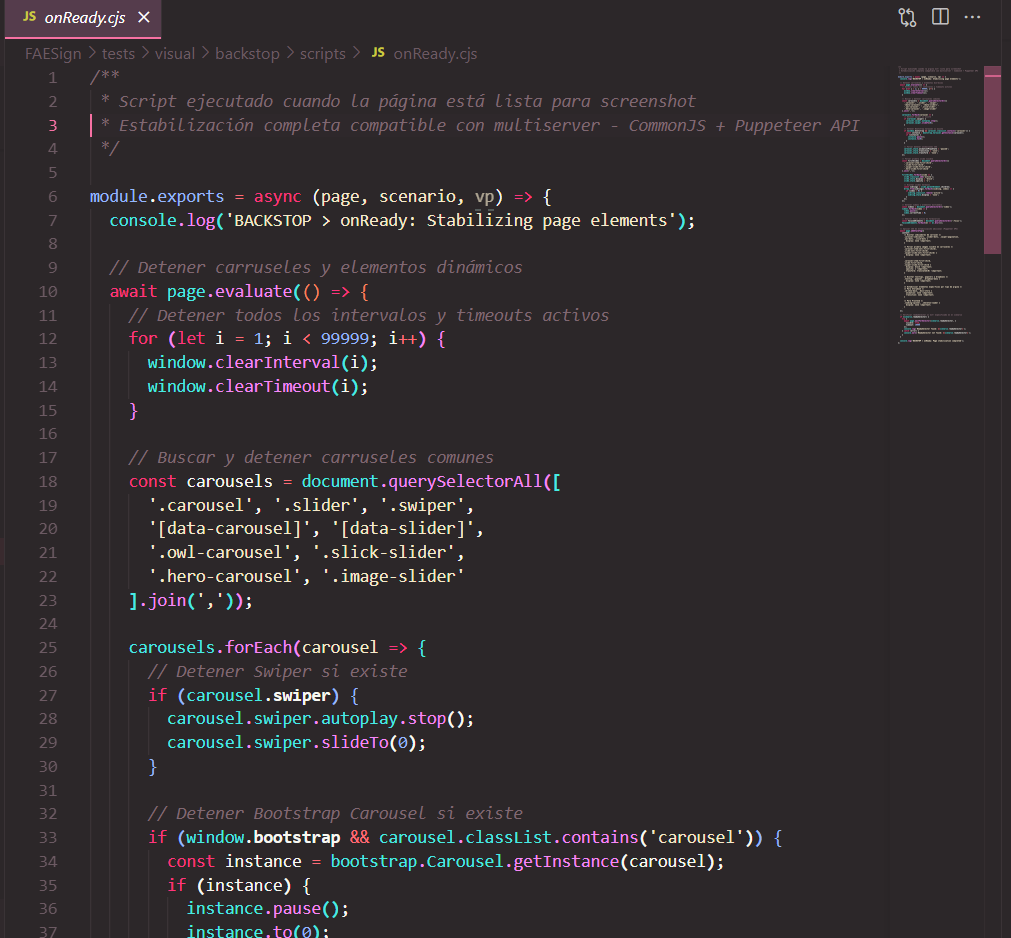 JS onReady.cjs ×
FAESign > tests > visual > backstop > scripts > JS onReady.cjs
1 /**
2  * Script ejecutado cuando la página está lista para screenshot
3  * Estabilización completa compatible con multiserver - CommonJS + Puppeteer API
4  */
5
6 module.exports = async (page, scenario, vp) => {
7   console.log('BACKSTOP > onReady: Stabilizing page elements');
8
9   // Detener carruseles y elementos dinámicos
10   await page.evaluate(() => {
11     // Detener todos los intervalos y timeouts activos
12     for (let i = 1; i < 99999; i++) {
13       window.clearInterval(i);
14       window.clearTimeout(i);
15     }
16
17     // Buscar y detener carruseles comunes
18     const carousels = document.querySelectorAll([
19       '.carousel', '.slider', '.swiper',
20       '[data-carousel]', '[data-slider]',
21       '.owl-carousel', '.slick-slider',
22       '.hero-carousel', '.image-slider'
23     ].join(','));
24
25     carousels.forEach(carousel => {
26       // Detener Swiper si existe
27       if (carousel.swiper) {
28         carousel.swiper.autoplay.stop();
29         carousel.swiper.slideTo(0);
30       }
31
32       // Detener Bootstrap Carousel si existe
33       if (window.bootstrap && carousel.classList.contains('carousel')) {
34         const instance = bootstrap.Carousel.getInstance(carousel);
35         if (instance) {
36           instance.pause();
37           instance.to(0);